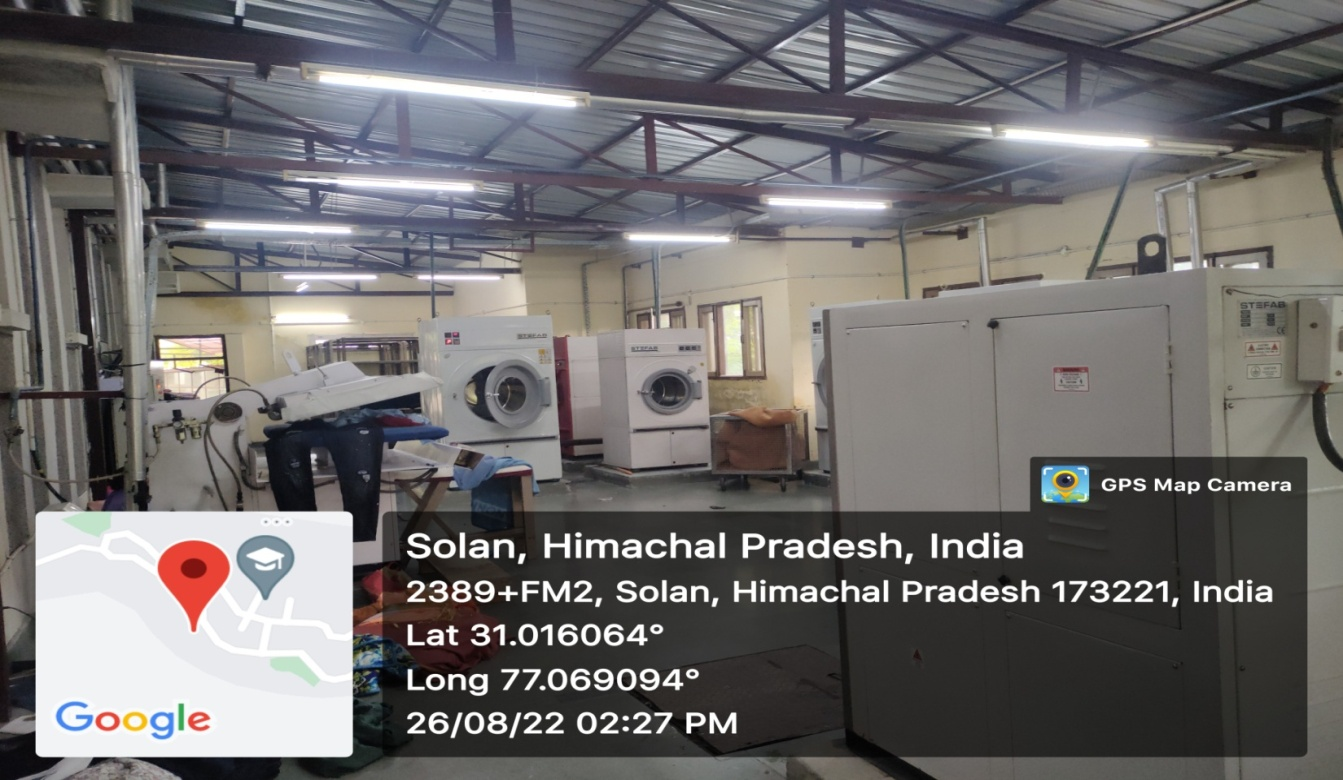 STEFAB
STEFAB
STEFAB
GPS Map Camera
Solan, Himachal Pradesh, India
2389+FM2, Solan, Himachal Pradesh 173221, India
Lat 31.016064°
Long 77.069094°
26/08/22 02:27 PM
Google